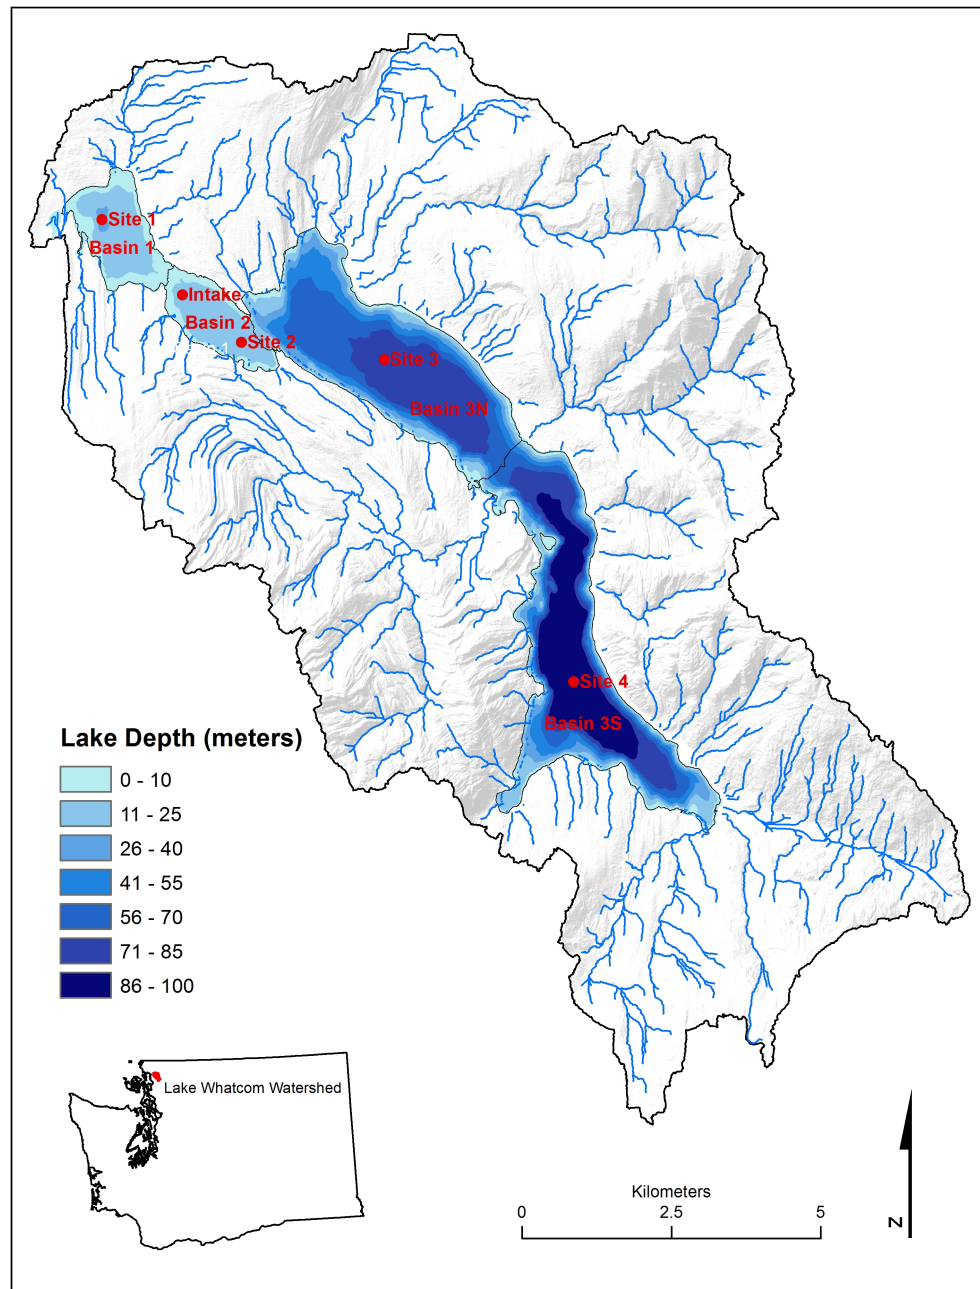 Site 1
Basin 1
Intake
Basin 2
Site 2
Site 3
Basin 3N
Site 4
Basin 3S
Lake Depth (meters)
0 - 10
11 - 25
26 - 40
41 - 55
56 - 70
71 - 85
86 - 100
Lake Whatcom Watershed
Kilometers
0 2.5 5
N